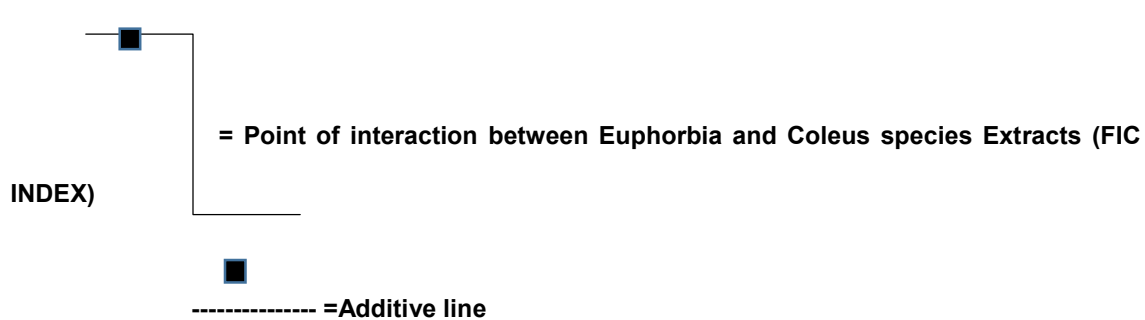 = Point of interaction between Euphorbia and Coleus species Extracts (FIC
INDEX)
--------------- =Additive line